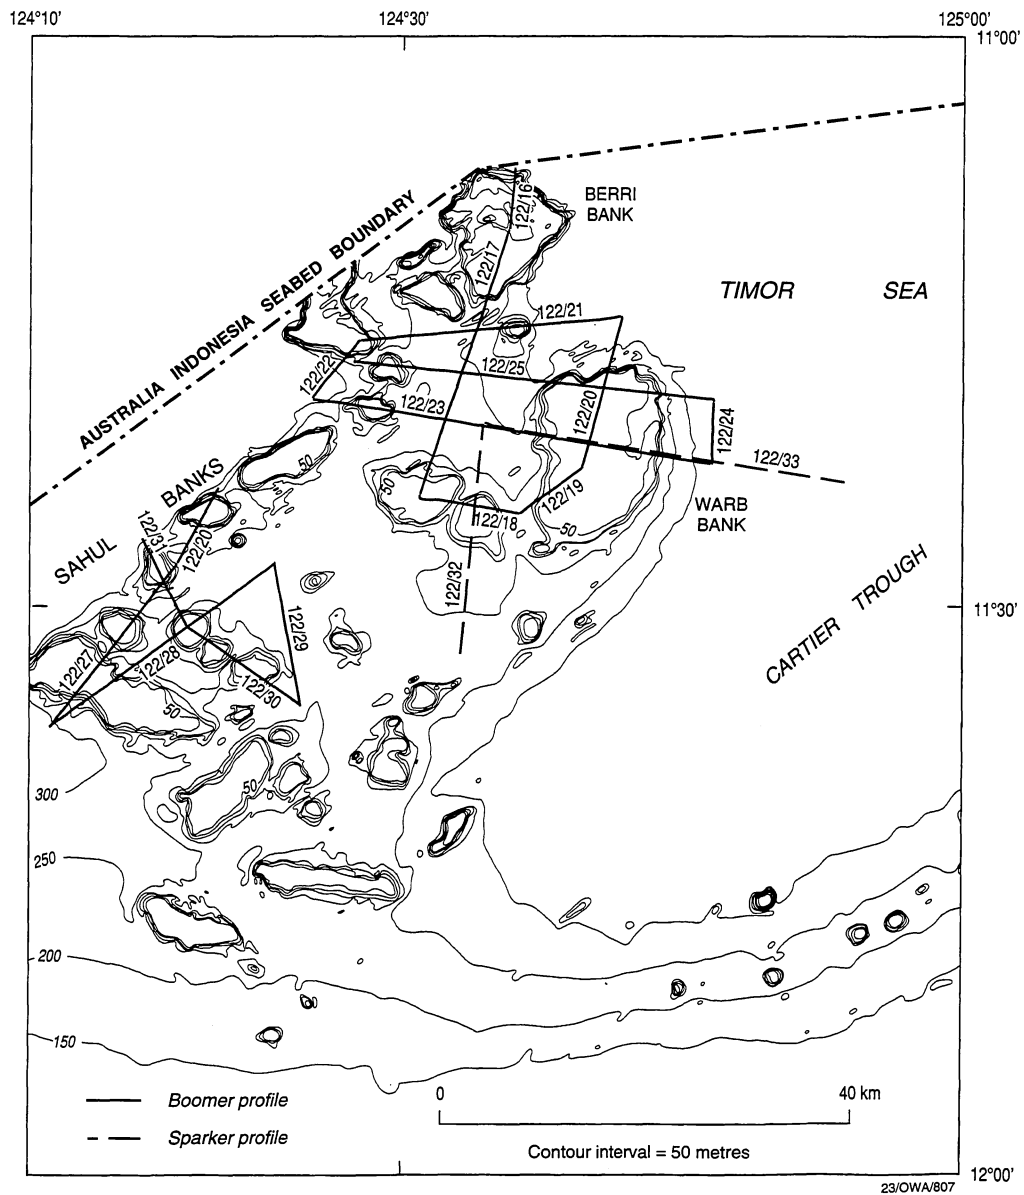 124°10'
124°30'
125°00'
11°00'
AUSTRALIA INDONESIA SEABED BOUNDARY
BERRI
BANK
122/16
122/17
TIMOR SEA
122/21
122/22
122/25
122/23
122/20
122/24
122/33
50
BANKS
50
122/19
WARB
BANK
122/18
50
SAHUL
122/31
122/20
122/32
CARTIER TROUGH
11°30'
122/29
122/27
122/28
122/30
50
300
50
250
200
150
0
40 km
Boomer profile
Sparker profile
Contour interval = 50 metres
12°00'
23/OWA/807